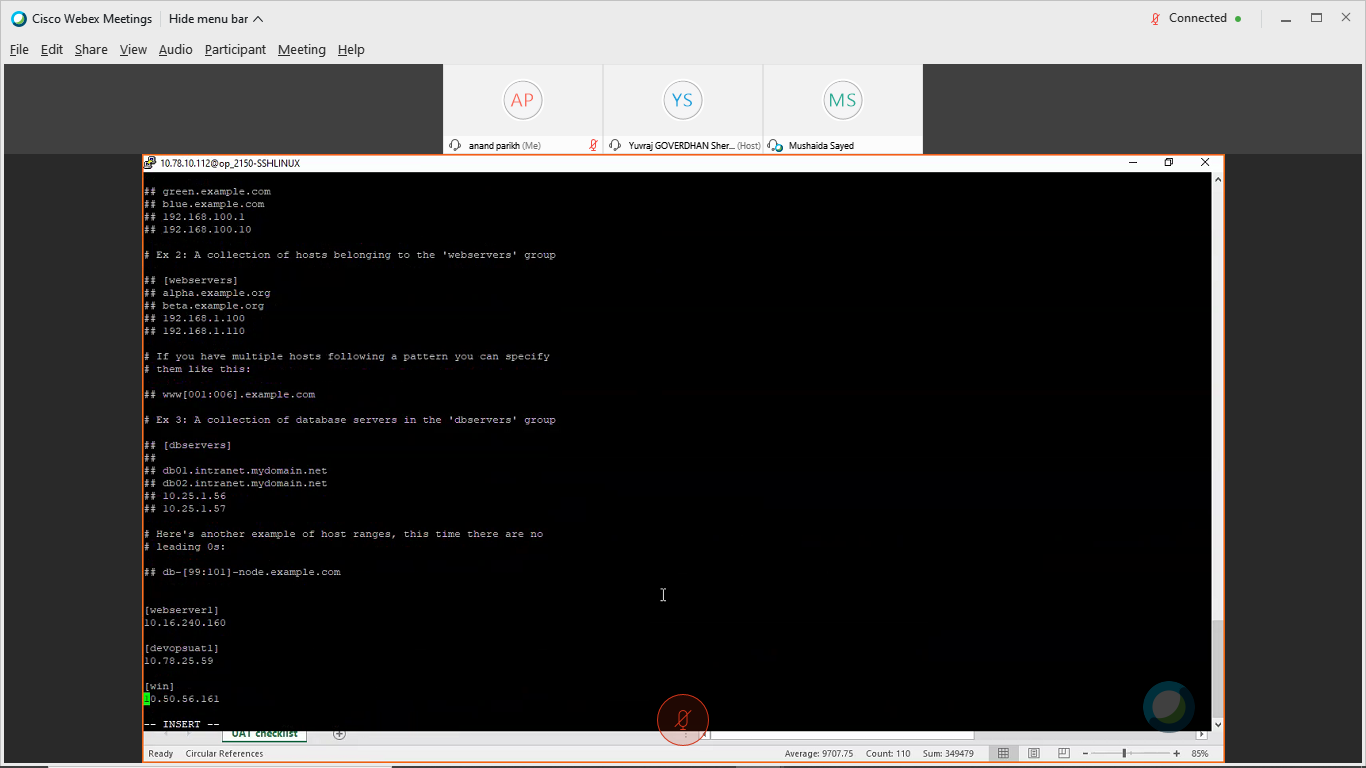 Cisco Webex Meetings
Hide menu bar
Connected
File Edit Share View Audio Participant Meeting Help
AP
YS
MS
anand parikh (Me)
Yuvraj GOVERDHAN Sher... (Host)
Mushaida Sayed
10.78.10.112@op_2150-SSHLINUX
## green.example.com
## blue.example.com
## 192.168.100.1
## 192.168.100.10
# Ex 2: A collection of hosts belonging to the 'webservers' group
## [webservers]
## alpha.example.org
## beta.example.org
## 192.168.1.100
## 192.168.1.110
# If you have multiple hosts following a pattern you can specify
# them like this:
## www[001:006].example.com
# Ex 3: A collection of database servers in the 'dbservers' group
## [dbservers]
##
## db01.intranet.mydomain.net
## db02.intranet.mydomain.net
## 10.25.1.56
## 10.25.1.57
# Here's another example of host ranges, this time there are no
# leading 0s:
## db-[99:101]-node.example.com
[webserver1]
10.16.240.160
[devopsuat1]
10.78.25.59
[win]
10.50.56.161
-- INSERT --
UAT checklist
Ready Circular References Average: 9707.75 Count: 110 Sum: 349479 85%